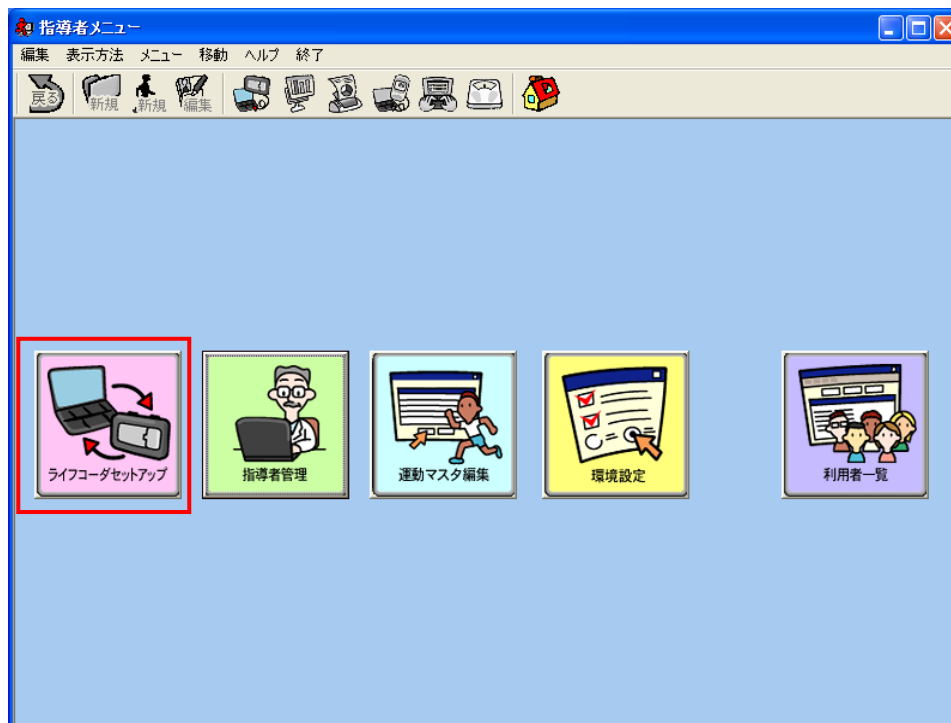 指導者メニュー
編集 表示方法 メニュー 移動 ヘルプ 終了
戻る 新規 新規 編集
ライフコーダセットアップ 指導者管理 運動マスタ編集 環境設定 利用者一覧